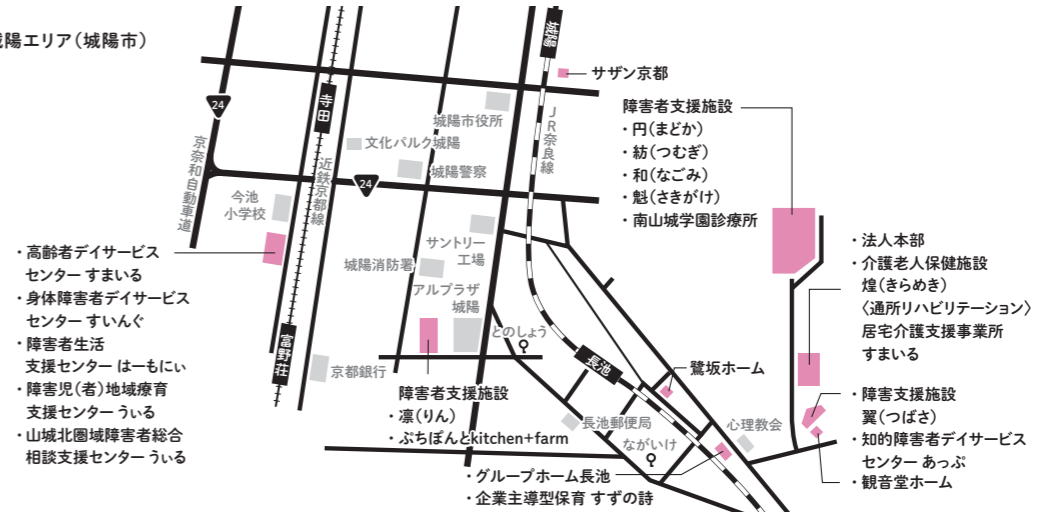 陽エリア（城陽市）
城陽
サザン京都
24
寺田
京奈和自動車道
近鉄京都線
城陽市役所
文化パルク城陽
城陽警察
24
JR奈良線
障害者支援施設
・円（まどか）
・紡（つむぎ）
・和（なごみ）
・魁（さきがけ）
・南山城学園診療所
今池
小学校
・高齢者デイサービス
センター すまいる
・身体障害者デイサービス
センター すいんぐ
・障害者生活
支援センター はーもにぃ
・障害児（者）地域療育
支援センター うぃる
・山城北圏域障害者総合
相談支援センター うぃる
富野荘
サントリー
工場
城陽消防署
アルプラザ
城陽
京都銀行
とのしょう
長池
障害者支援施設
・凛（りん）
・ぷちぽんとkitchen+farm
鷺坂ホーム
長池郵便局
ながいけ
心理教会
・グループホーム長池
・企業主導型保育 すずの詩
・法人本部
・介護老人保健施設
煌（きらめき）
〈通所リハビリテーション〉
居宅介護支援事業所
すまいる
・障害支援施設
翼（つばさ）
・知的障害者デイサービス
センター あっぷ
・観音堂ホーム